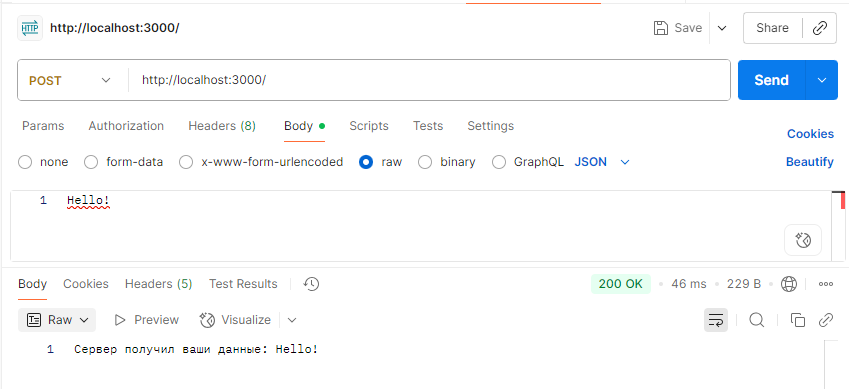 HTTP http://localhost:3000/ Save Share
POST http://localhost:3000/ Send
Params Authorization Headers (8) Body Scripts Tests Settings Cookies
none form-data x-www-form-urlencoded raw binary GraphQL JSON Beautify
1 Hello!
Body Cookies Headers (5) Test Results 200 OK • 46 ms • 229 B
Raw Preview Visualize
1 Сервер получил ваши данные: Hello!